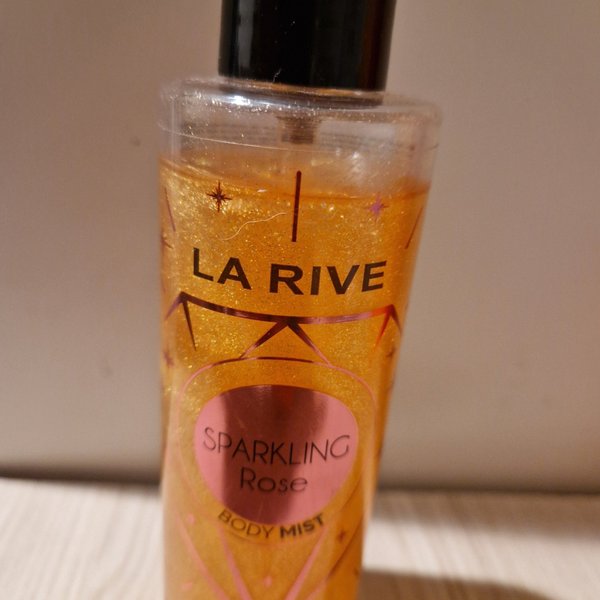 LA RIVE
SPARKLING
Rose
BODY MIST